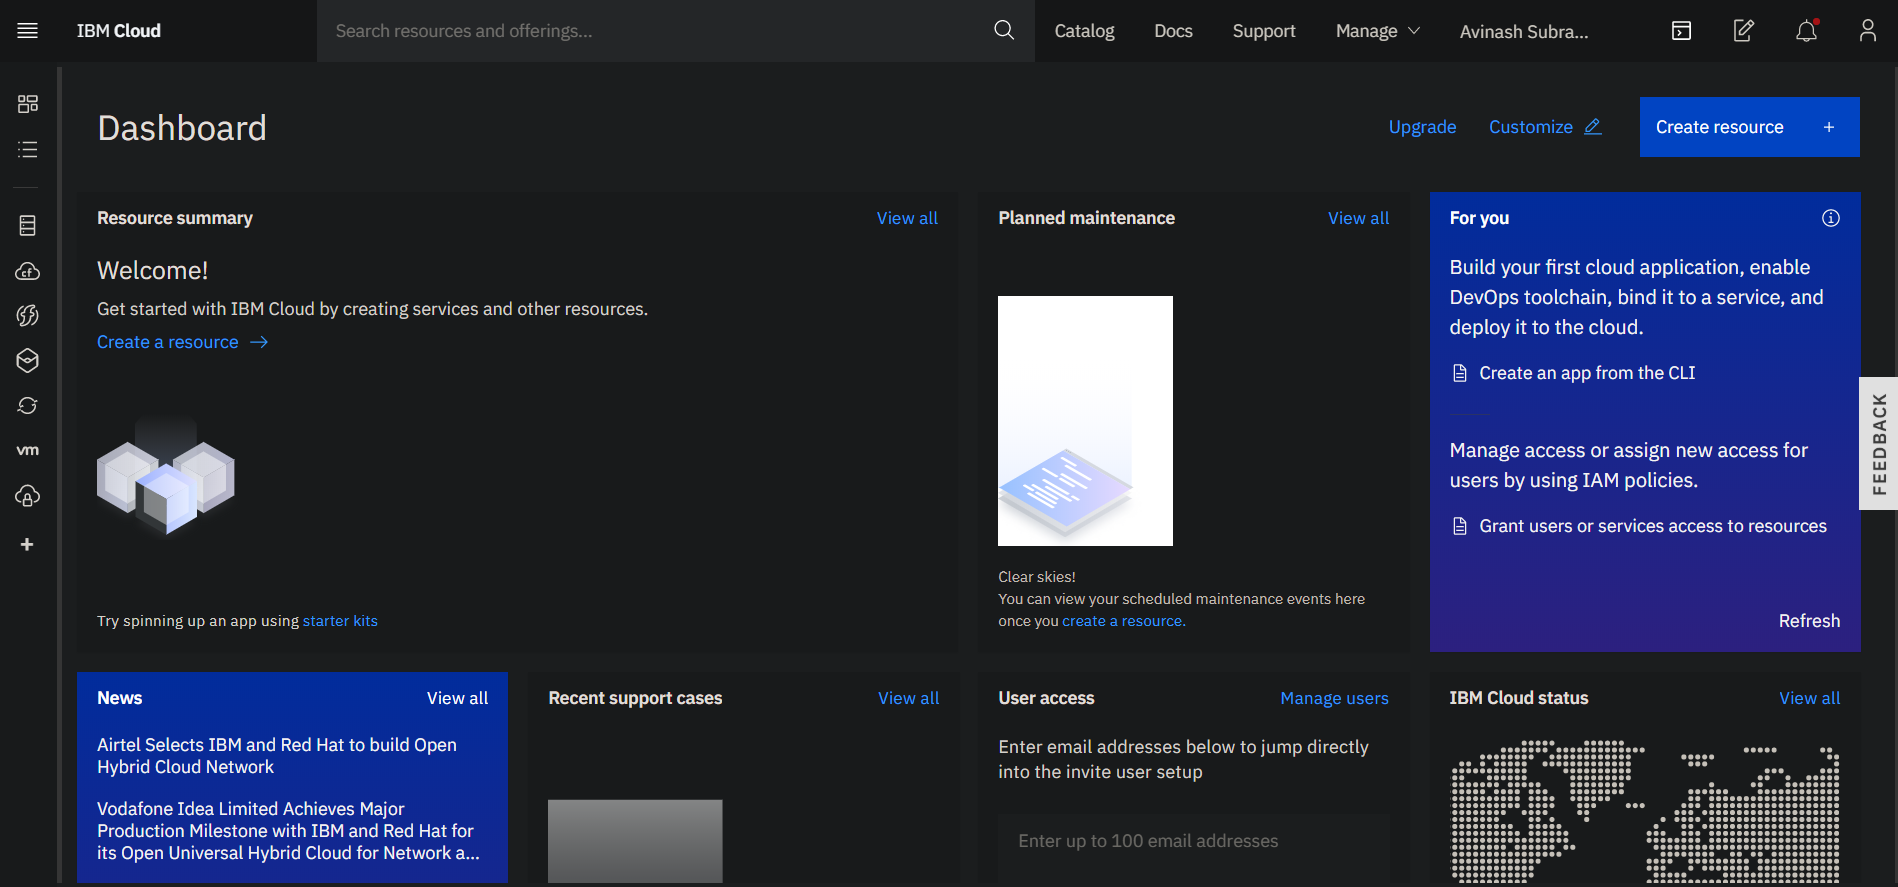 IBM Cloud
Search resources and offerings...
Catalog
Docs
Support
Manage
Avinash Subra...
Dashboard
Upgrade
Customize
Create resource +
Resource summary
View all
Welcome!
Get started with IBM Cloud by creating services and other resources.
Create a resource
Try spinning up an app using starter kits
Planned maintenance
View all
Clear skies!
You can view your scheduled maintenance events here
once you create a resource.
For you
Build your first cloud application, enable
DevOps toolchain, bind it to a service, and
deploy it to the cloud.
Create an app from the CLI
Manage access or assign new access for
users by using IAM policies.
Grant users or services access to resources
Refresh
FEEDBACK
cf
vm
News
View all
Airtel Selects IBM and Red Hat to build Open
Hybrid Cloud Network
Vodafone Idea Limited Achieves Major
Production Milestone with IBM and Red Hat for
its Open Universal Hybrid Cloud for Network a...
Recent support cases
View all
User access
Manage users
Enter email addresses below to jump directly
into the invite user setup
Enter up to 100 email addresses
IBM Cloud status
View all